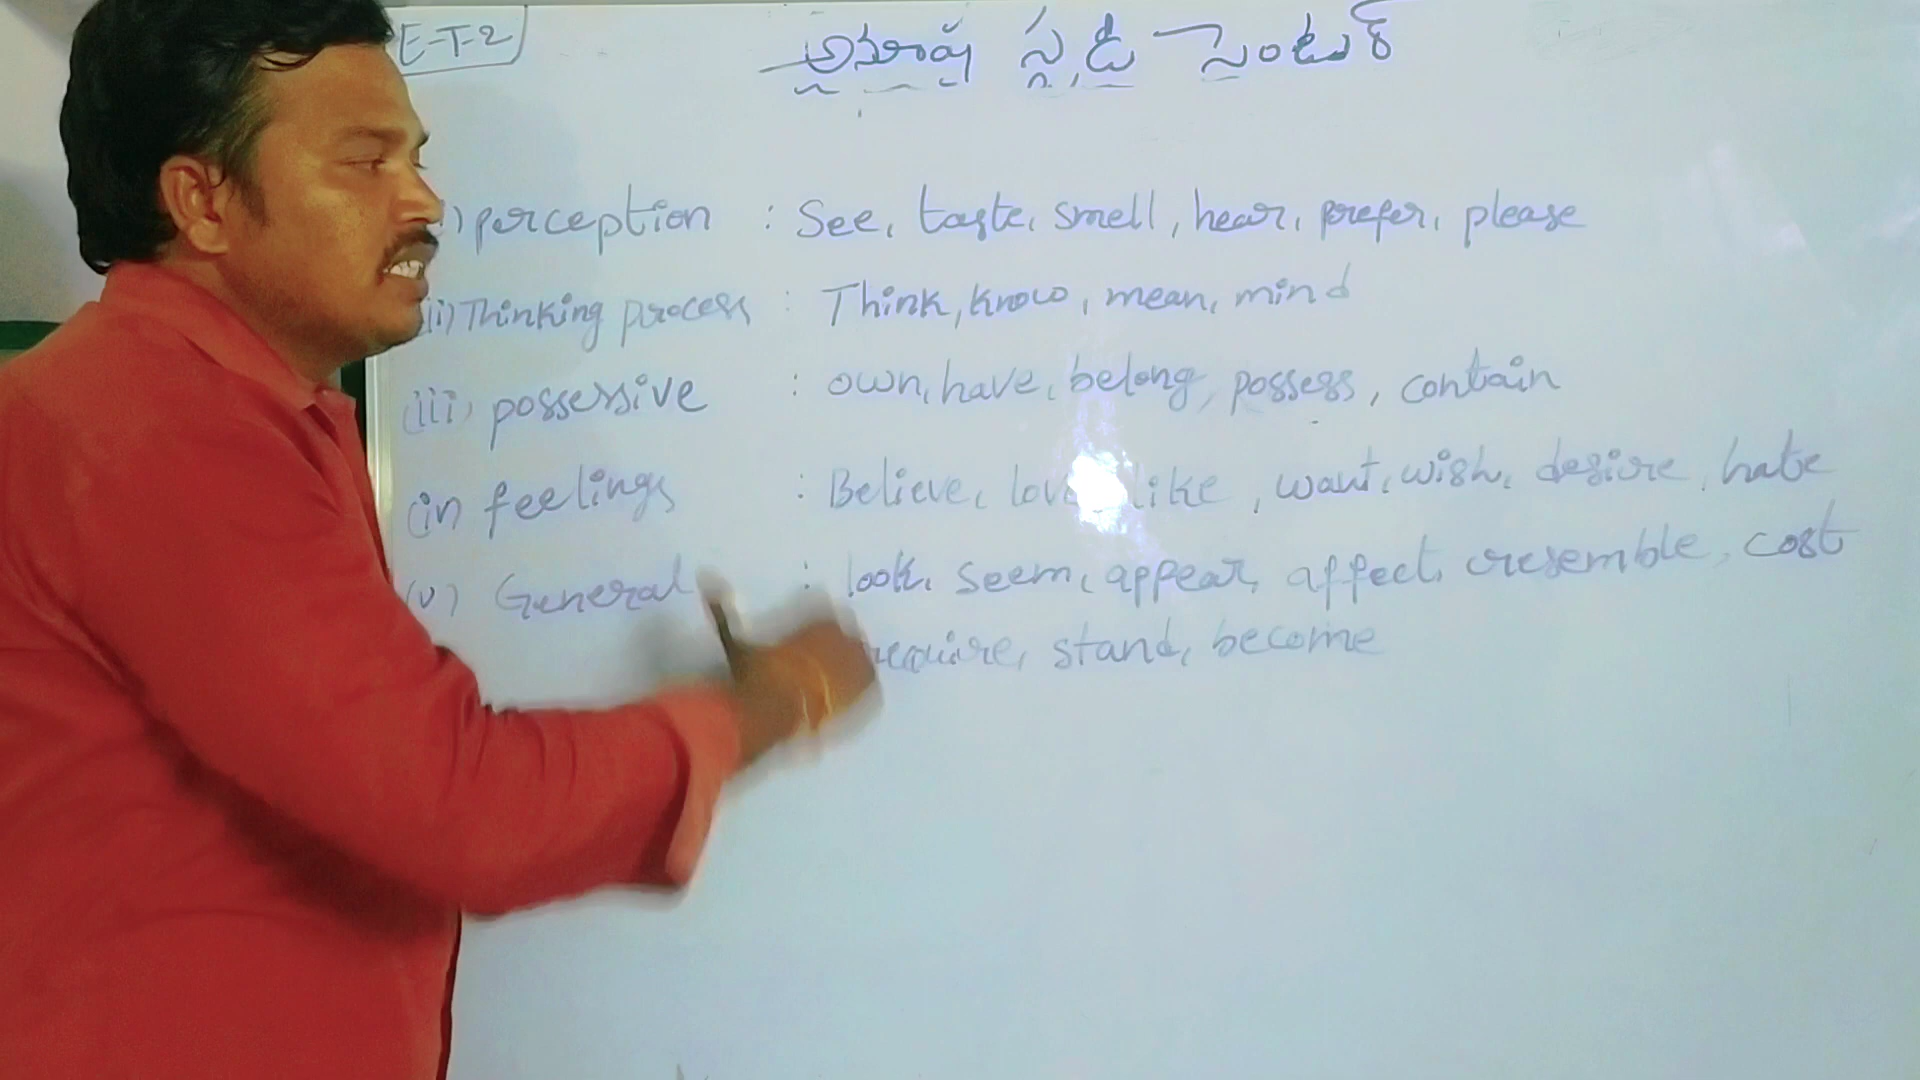 E-T-2
స్టడి సెంటర్
) perception : See, taste, smell, hear, prefer, please
ii) Thinking process : Think, know, mean, mind
(iii) possessive : own, have, belong, possess, contain
(iv) feelings : Believe, love like, want, wish, desire, hate
(v) General : look, seem, appear, affect, resemble, cost
require, stand, become